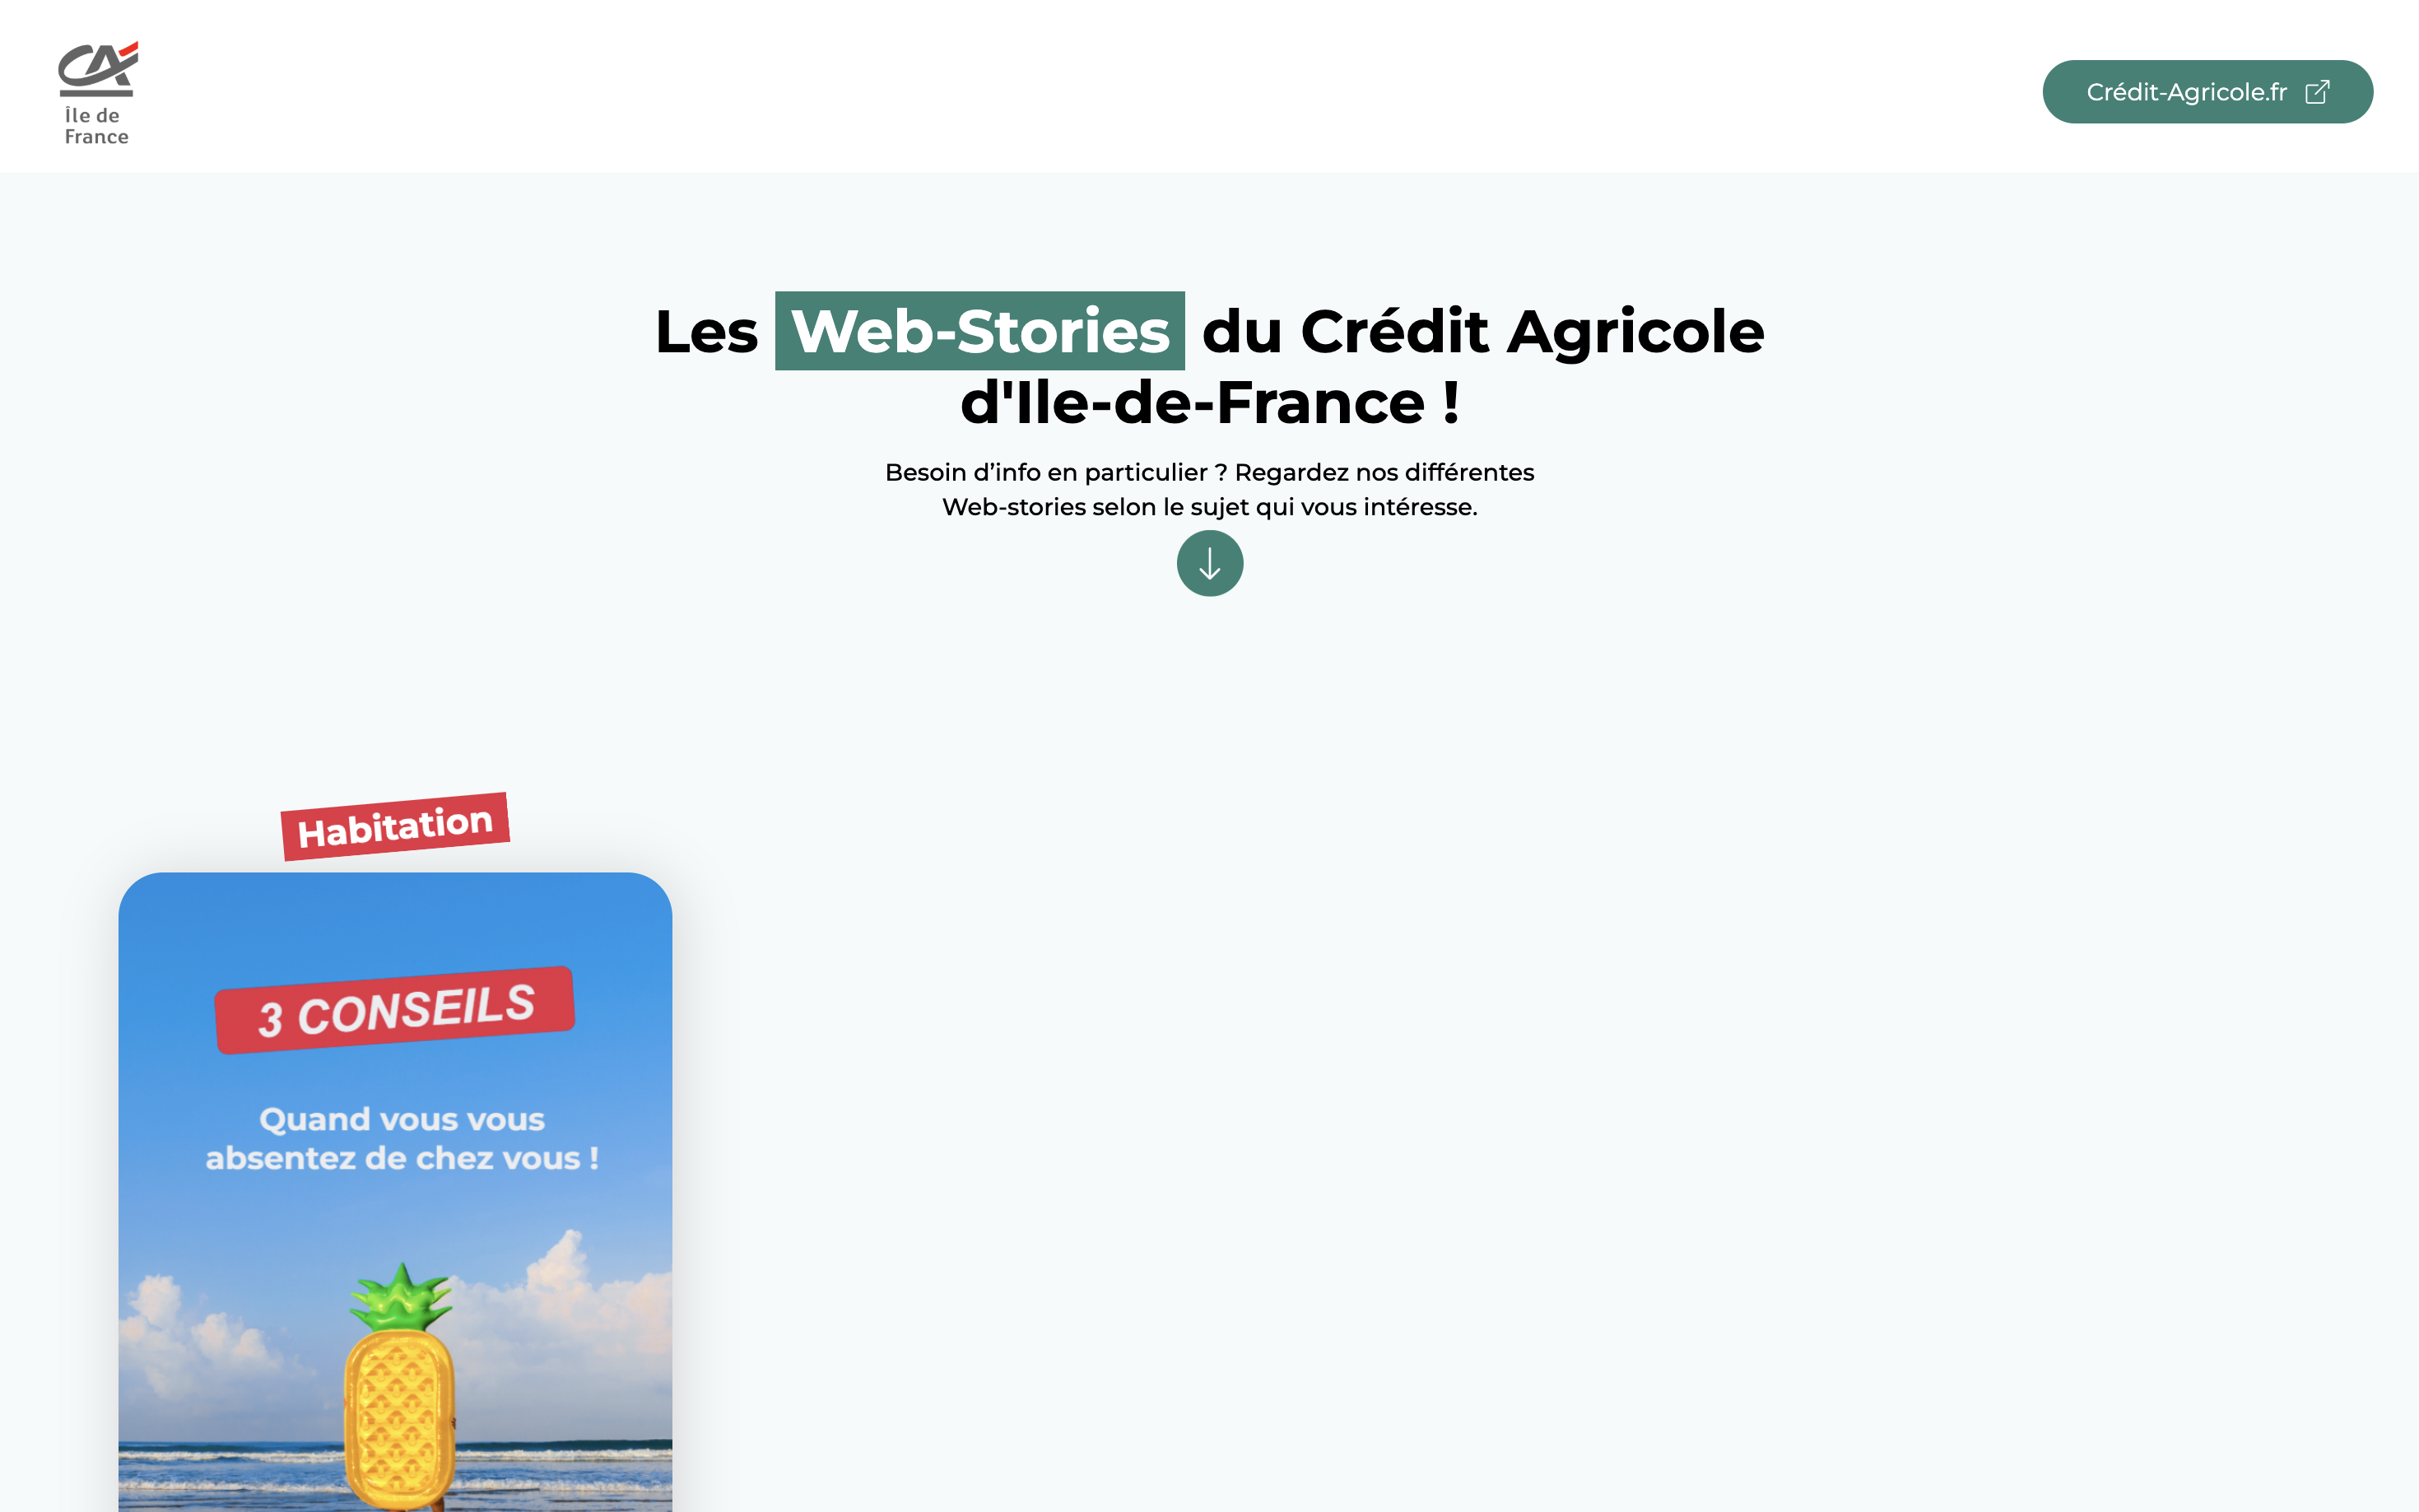 CA
Île de
France
Crédit-Agricole.fr
Les Web-Stories du Crédit Agricole
d'Ile-de-France !
Besoin d’info en particulier ? Regardez nos différentes
Web-stories selon le sujet qui vous intéresse.
Habitation
3 CONSEILS
Quand vous vous
absentez de chez vous !